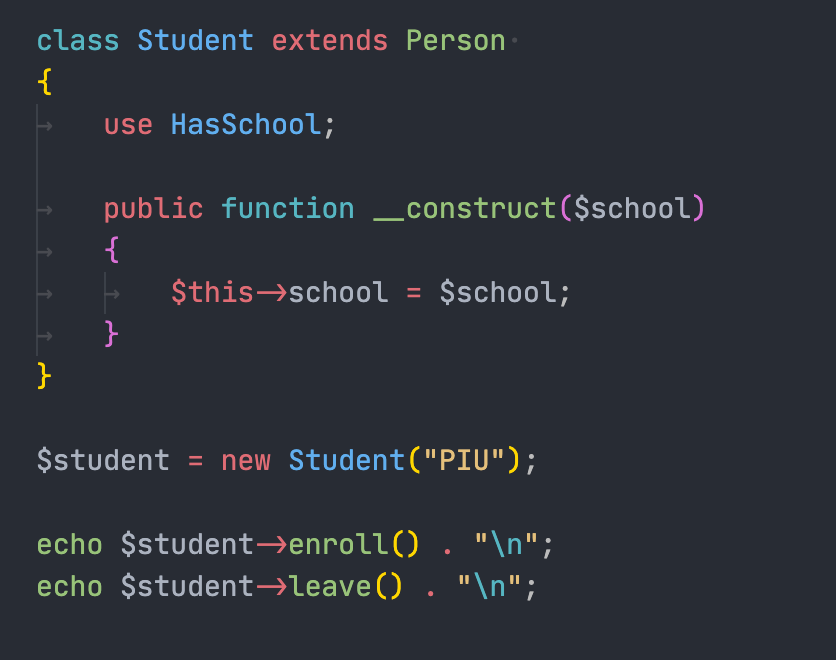 class Student extends Person
{
    use HasSchool;

    public function __construct($school)
    {
        $this->school = $school;
    }
}

$student = new Student("PIU");

echo $student->enroll() . "\n";
echo $student->leave() . "\n";